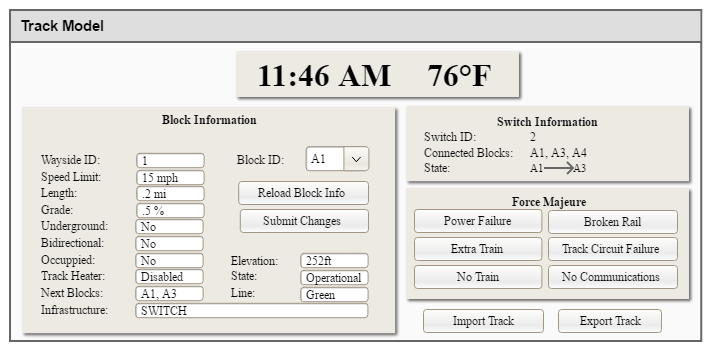 Track Model
11:46 AM 76°F
Block Information
Wayside ID: 1 Block ID: A1
Speed Limit: 15 mph
Length: .2 mi Reload Block Info
Grade: .5 %
Underground: No Submit Changes
Bidirectional: No
Occuppied: No Elevation: 252ft
Track Heater: Disabled State: Operational
Next Blocks: A1, A3 Line: Green
Infrastructure: SWITCH
Switch Information
Switch ID: 2
Connected Blocks: A1, A3, A4
State: A1 → A3
Force Majeure
Power Failure Broken Rail
Extra Train Track Circuit Failure
No Train No Communications
Import Track Export Track